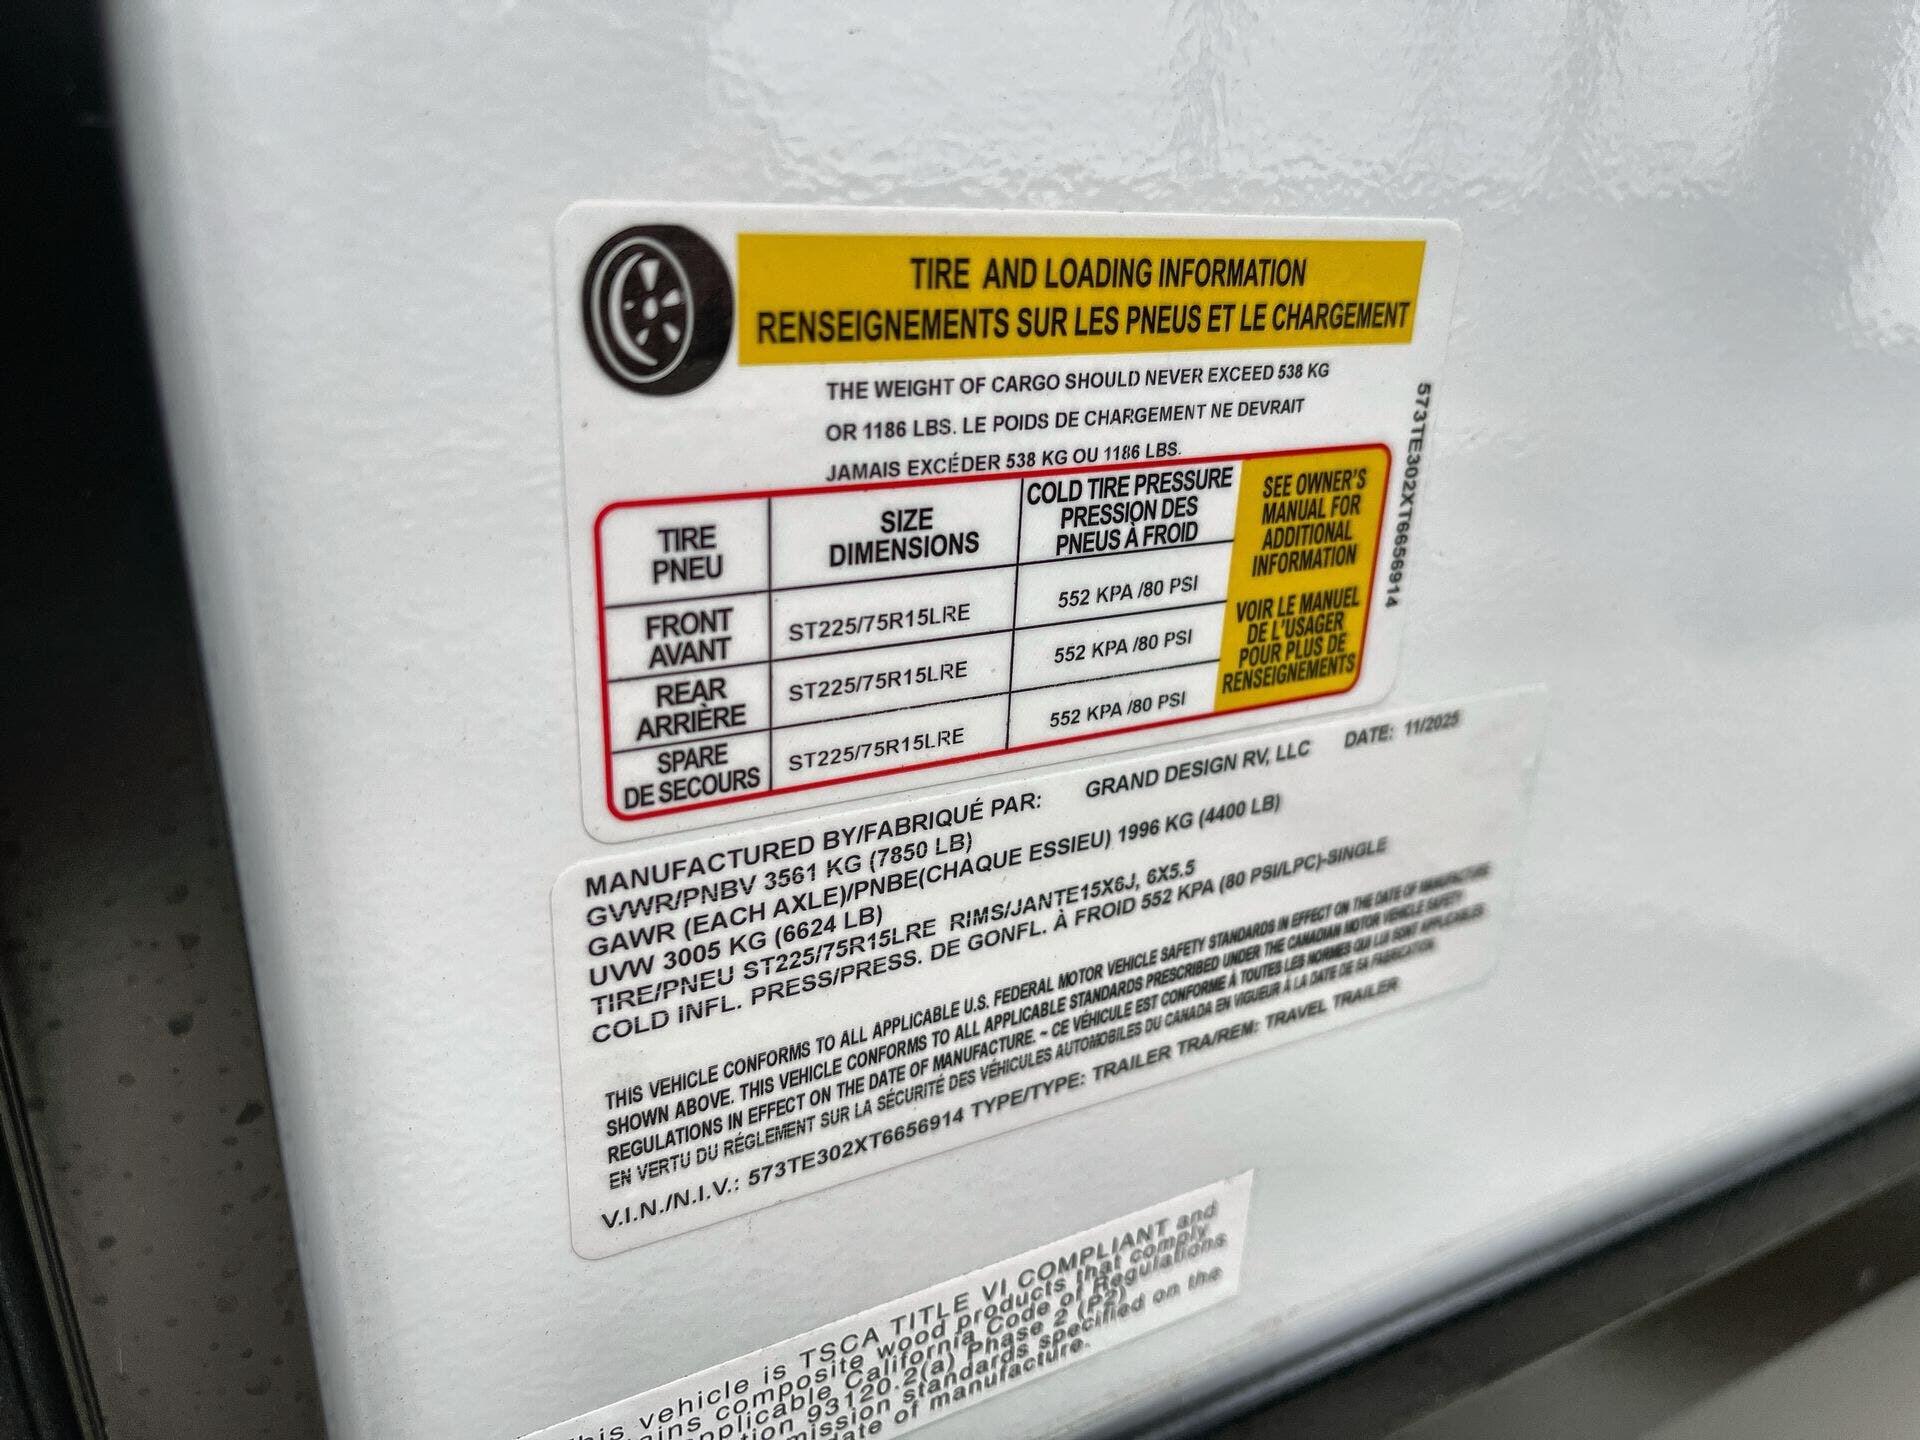 TIRE AND LOADING INFORMATION
RENSEIGNEMENTS SUR LES PNEUS ET LE CHARGEMENT
THE WEIGHT OF CARGO SHOULD NEVER EXCEED 538 KG
OR 1186 LBS. LE POIDS DE CHARGEMENT NE DEVRAIT
JAMAIS EXCÉDER 538 KG OU 1186 LBS.
TIRE
PNEU
SIZE
DIMENSIONS
COLD TIRE PRESSURE
PRESSION DES
PNEUS À FROID
FRONT
AVANT
ST225/75R15LRE
552 KPA /80 PSI
REAR
ARRIÈRE
ST225/75R15LRE
552 KPA /80 PSI
SPARE
DE SECOURS
ST225/75R15LRE
552 KPA /80 PSI
SEE OWNER'S
MANUAL FOR
ADDITIONAL
INFORMATION
VOIR LE MANUEL
DE L'USAGER
POUR PLUS DE
RENSEIGNEMENTS
573TE302XT6656914
MANUFACTURED BY/FABRIQUÉ PAR: GRAND DESIGN RV, LLC DATE: 11/2025
GVWR/PNBV 3561 KG (7850 LB)
GAWR (EACH AXLE)/PNBE(CHAQUE ESSIEU) 1996 KG (4400 LB)
UVW 3005 KG (6624 LB)
TIRE/PNEU ST225/75R15LRE RIMS/JANTE15X6J, 6X5.5
COLD INFL. PRESS/PRESS. DE GONFL. À FROID 552 KPA (80 PSI/LPC)-SINGLE
THIS VEHICLE CONFORMS TO ALL APPLICABLE U.S. FEDERAL MOTOR VEHICLE SAFETY STANDARDS IN EFFECT ON THE DATE OF MANUFACTURE
SHOWN ABOVE. THIS VEHICLE CONFORMS TO ALL APPLICABLE STANDARDS PRESCRIBED UNDER THE CANADIAN MOTOR VEHICLE SAFETY
REGULATIONS IN EFFECT ON THE DATE OF MANUFACTURE. ~ CE VÉHICULE EST CONFORME À TOUTES LES NORMES QUI LUI SONT APPLICABLES
EN VERTU DU RÉGLEMENT SUR LA SÉCURITÉ DES VÉHICULES AUTOMOBILES DU CANADA EN VIGUEUR À LA DATE DE SA FABRICATION
V.I.N./N.I.V.: 573TE302XT6656914 TYPE/TYPE: TRAILER TRA/REM: TRAVEL TRAILER
vehicle is TSCA TITLE VI COMPLIANT and
composite wood products that comply
California Code of Regulations
93120.2(a) Phase 2 (P2)
standards specified on the
of manufacture.